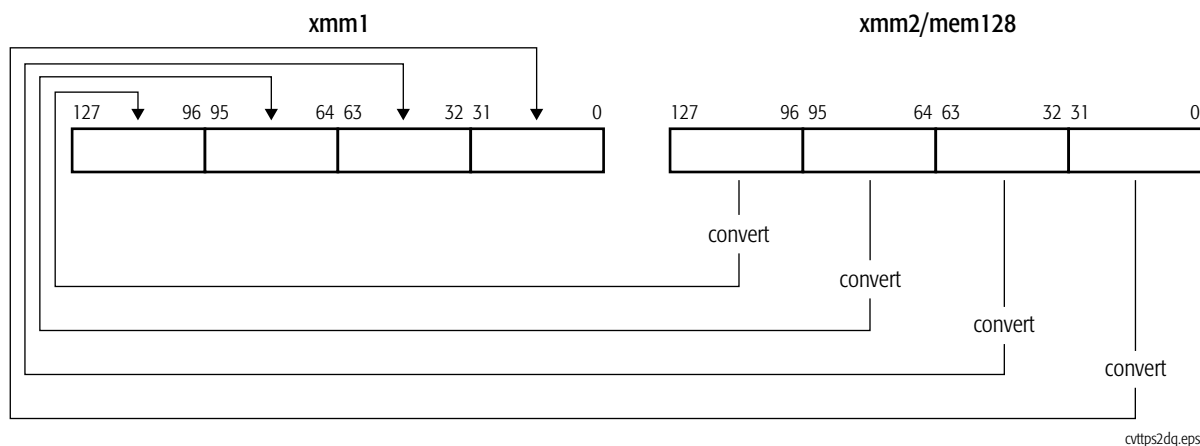 xmm1 xmm2/mem128
127 96 95 64 63 32 31 0 127 96 95 64 63 32 31 0
convert
convert
convert
convert
cvttps2dq.eps